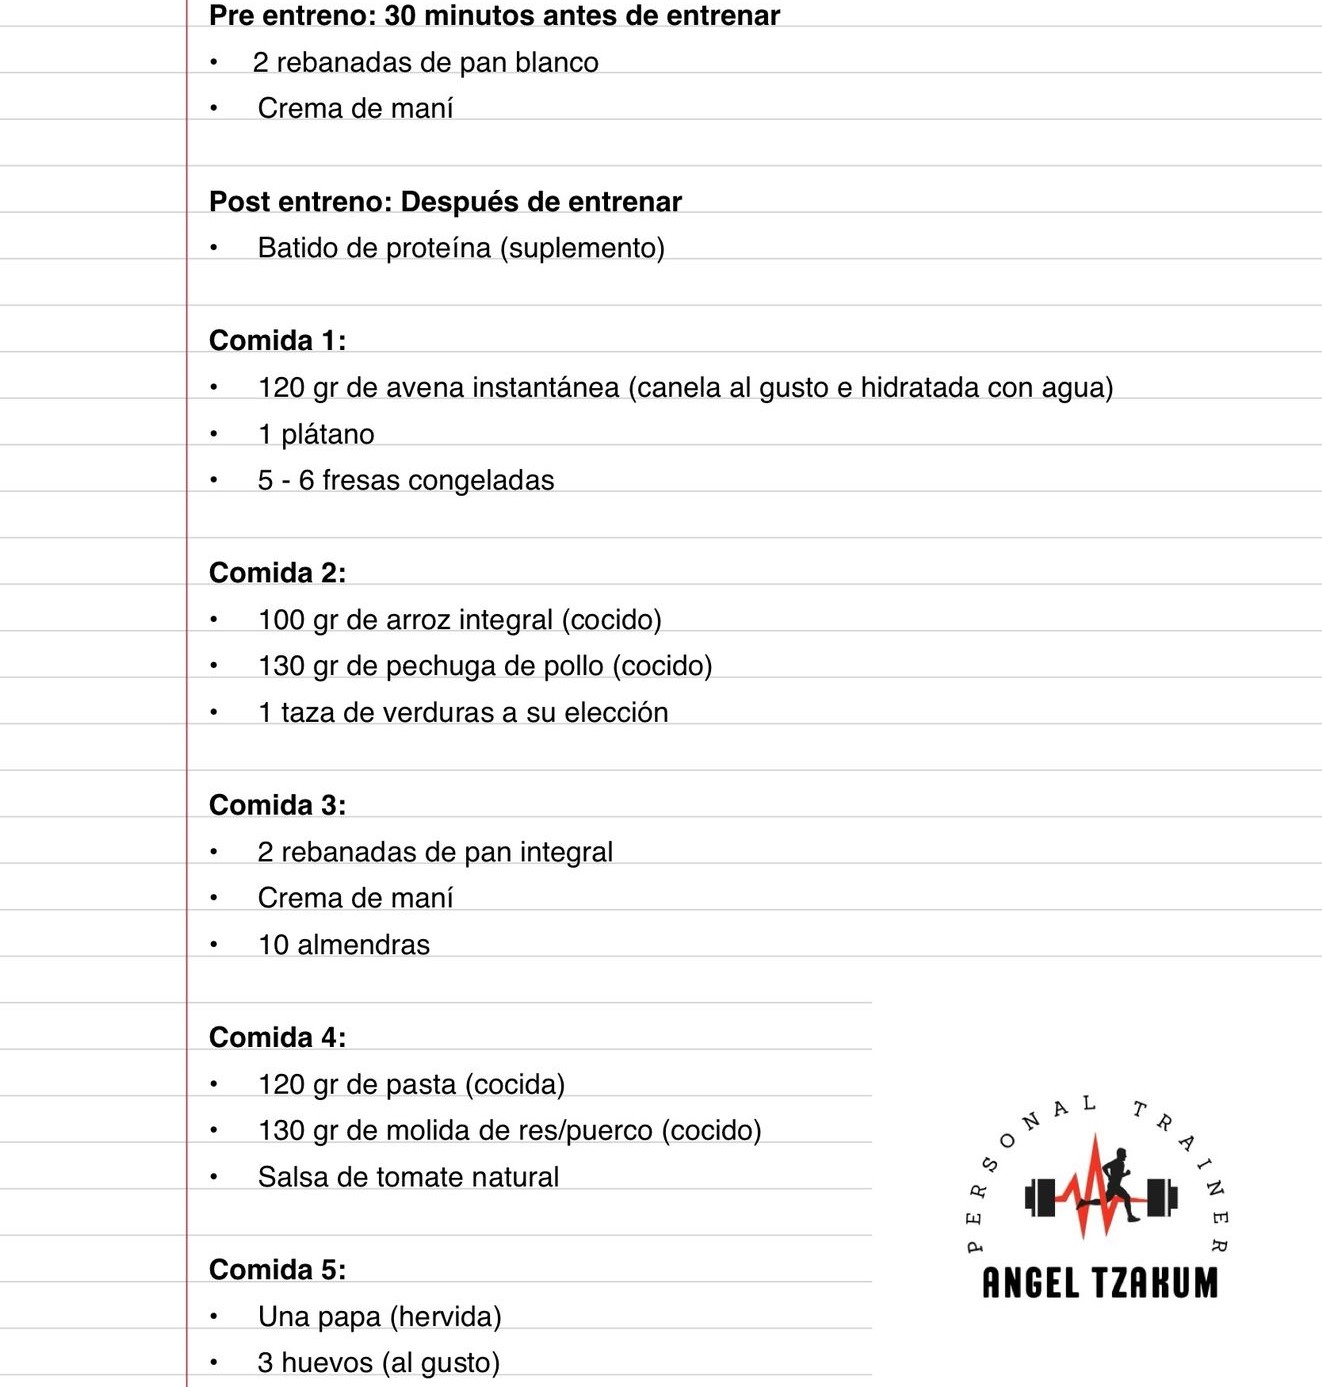 Pre entreno: 30 minutos antes de entrenar
• 2 rebanadas de pan blanco
• Crema de maní
Post entreno: Después de entrenar
• Batido de proteína (suplemento)
Comida 1:
• 120 gr de avena instantánea (canela al gusto e hidratada con agua)
• 1 plátano
• 5 - 6 fresas congeladas
Comida 2:
• 100 gr de arroz integral (cocido)
• 130 gr de pechuga de pollo (cocido)
• 1 taza de verduras a su elección
Comida 3:
• 2 rebanadas de pan integral
• Crema de maní
• 10 almendras
Comida 4:
• 120 gr de pasta (cocida)
• 130 gr de molida de res/puerco (cocido)
• Salsa de tomate natural
Comida 5:
• Una papa (hervida)
• 3 huevos (al gusto)
PERSONAL TRAINER
ANGEL TZAKUM